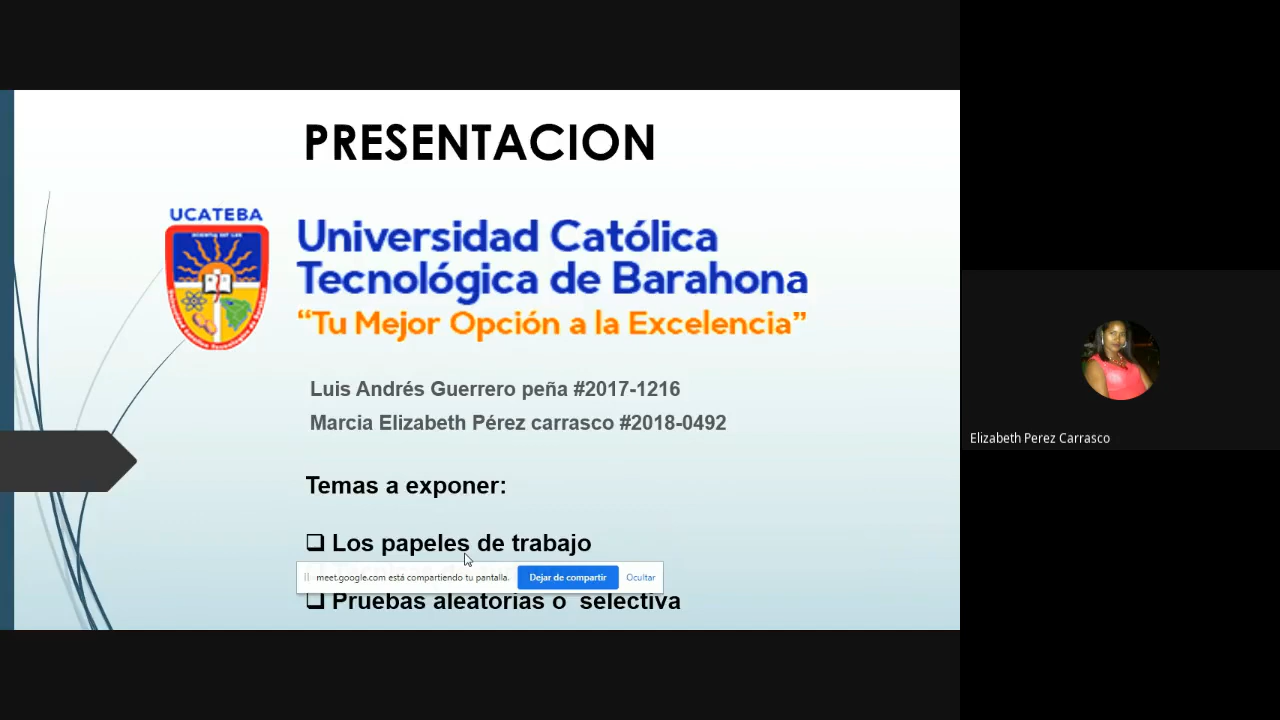 PRESENTACION
UCATEBA
Universidad Católica
Tecnológica de Barahona
“Tu Mejor Opción a la Excelencia”
Luis Andrés Guerrero peña #2017-1216
Marcia Elizabeth Pérez carrasco #2018-0492
Temas a exponer:
Los papeles de trabajo
meet.google.com está compartiendo tu pantalla.
Dejar de compartir
Ocultar
Pruebas aleatorias o selectiva
Elizabeth Perez Carrasco